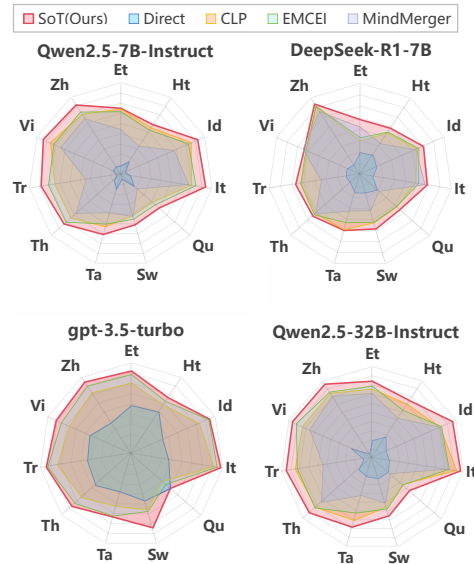 SoT(Ours) Direct CLP EMCEI MindMerger
Qwen2.5-7B-Instruct DeepSeek-R1-7B
Et
Ht
Id
It
Qu
Sw
Ta
Th
Tr
Vi
Zh
Et
Ht
Id
It
Qu
Sw
Ta
Th
Tr
Vi
Zh
gpt-3.5-turbo Qwen2.5-32B-Instruct
Et
Ht
Id
It
Qu
Sw
Ta
Th
Tr
Vi
Zh
Et
Ht
Id
It
Qu
Sw
Ta
Th
Tr
Vi
Zh